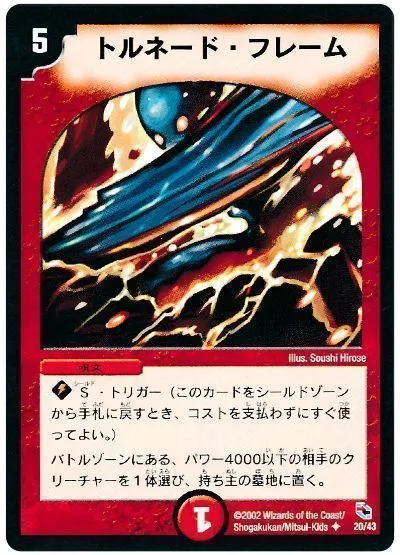 5
トルネード・フレーム
Illus. Soushi Hirose
呪文
S・トリガー（このカードをシールドゾーン
から手札に戻すとき、コストを支払わずにすぐ使
ってよい。）
バトルゾーンにある、パワー4000以下の相手のク
リーチャーを1体選び、持ち主の墓地に置く。
1
©2002 Wizards of the Coast/
Shogakukan/Mitsui-Kids
20/43